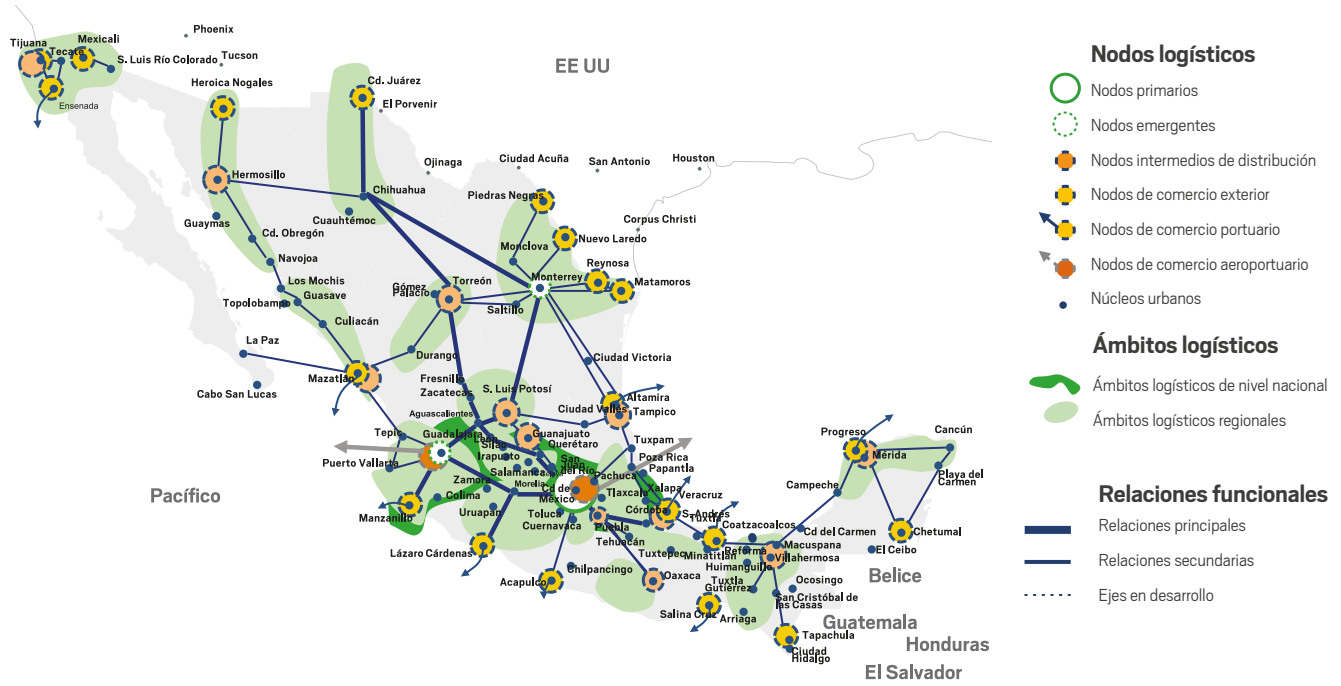 Phoenix
Tijuana
Mexicali
Tecate
S. Luis Río Colorado
Tucson
Ensenada
Heroica Nogales
Cd. Juárez
El Porvenir
EE UU
Hermosillo
Chihuahua
Ojinaga
Ciudad Acuña
San Antonio
Houston
Guaymas
Cuauhtémoc
Piedras Negras
Corpus Christi
Cd. Obregón
Monclova
Nuevo Laredo
Navojoa
Reynosa
Los Mochis
Gómez
Palacio
Torreón
Monterrey
Matamoros
Topolobampo
Guasave
Saltillo
Culiacán
La Paz
Durango
Ciudad Victoria
Mazatlán
Fresnillo
Zacatecas
S. Luis Potosí
Altamira
Cabo San Lucas
Aguascalientes
Ciudad Valles
Tampico
Tepic
Guadalajara
León
Silao
Guanajuato
Querétaro
Tuxpam
Progreso
Cancún
Puerto Vallarta
Irapuato
San
Juan
del Río
Poza Rica
Papantla
Mérida
Playa del
Carmen
Zamora
Salamanca
Morelia
Pachuca
Xalapa
Campeche
Pacífico
Colima
Cd de
México
Tlaxcala
Veracruz
Manzanillo
Uruapán
Toluca
Cuernavaca
Puebla
Córdoba
S. Andrés
Tuxtla
Coatzacoalcos
Cd del Carmen
Chetumal
Lázaro Cárdenas
Tehuacán
Tuxtepec
Minatitlán
Reforma
Macuspana
El Ceibo
Huimanguillo
Villahermosa
Belice
Acapulco
Chilpancingo
Oaxaca
Tuxtla
Gutiérrez
Ocosingo
San Cristóbal de
las Casas
Salina Cruz
Arriaga
Guatemala
Tapachula
Ciudad
Hidalgo
Honduras
El Salvador
Nodos logísticos
Nodos primarios
Nodos emergentes
Nodos intermedios de distribución
Nodos de comercio exterior
Nodos de comercio portuario
Nodos de comercio aeroportuario
Núcleos urbanos
Ámbitos logísticos
Ámbitos logísticos de nivel nacional
Ámbitos logísticos regionales
Relaciones funcionales
Relaciones principales
Relaciones secundarias
Ejes en desarrollo